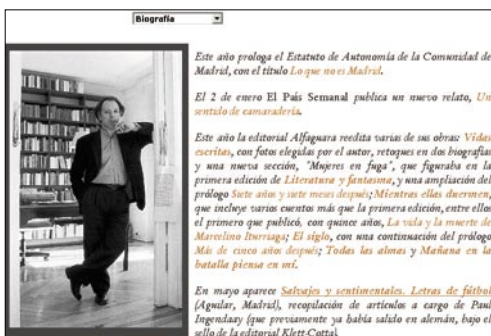 Biografía
Este año prologa el Estatuto de Autonomía de la Comunidad de
Madrid, con el título Lo que no es Madrid.
El 2 de enero El País Semanal publica un nuevo relato, Un
sentido de camaradería.
Este año la editorial Alfaguara reedita varias de sus obras: Vidas
escritas, con fotos elegidas por el autor, retoques en dos biografías
y una nueva sección, "Mujeres en fuga", que figuraba en la
primera edición de Literatura y fantasma, y una ampliación del
prólogo Siete años y siete meses después; Mientras ellas duermen,
que incluye varios cuentos más que la primera edición, entre ellos
el primero que publicó, con quince años, La vida y la muerte de
Marcelino Iturriaga; El siglo, con una continuación del prólogo
Más de cinco años después; Todas las almas y Mañana en la
batalla piensa en mí.
En mayo aparece Salvajes y sentimentales. Letras de fútbol
(Aguilar, Madrid), recopilación de artículos a cargo de Paul
Ingendaay (que previamente ya había salido en alemán, bajo el
sello de la editorial Klett-Cotta).